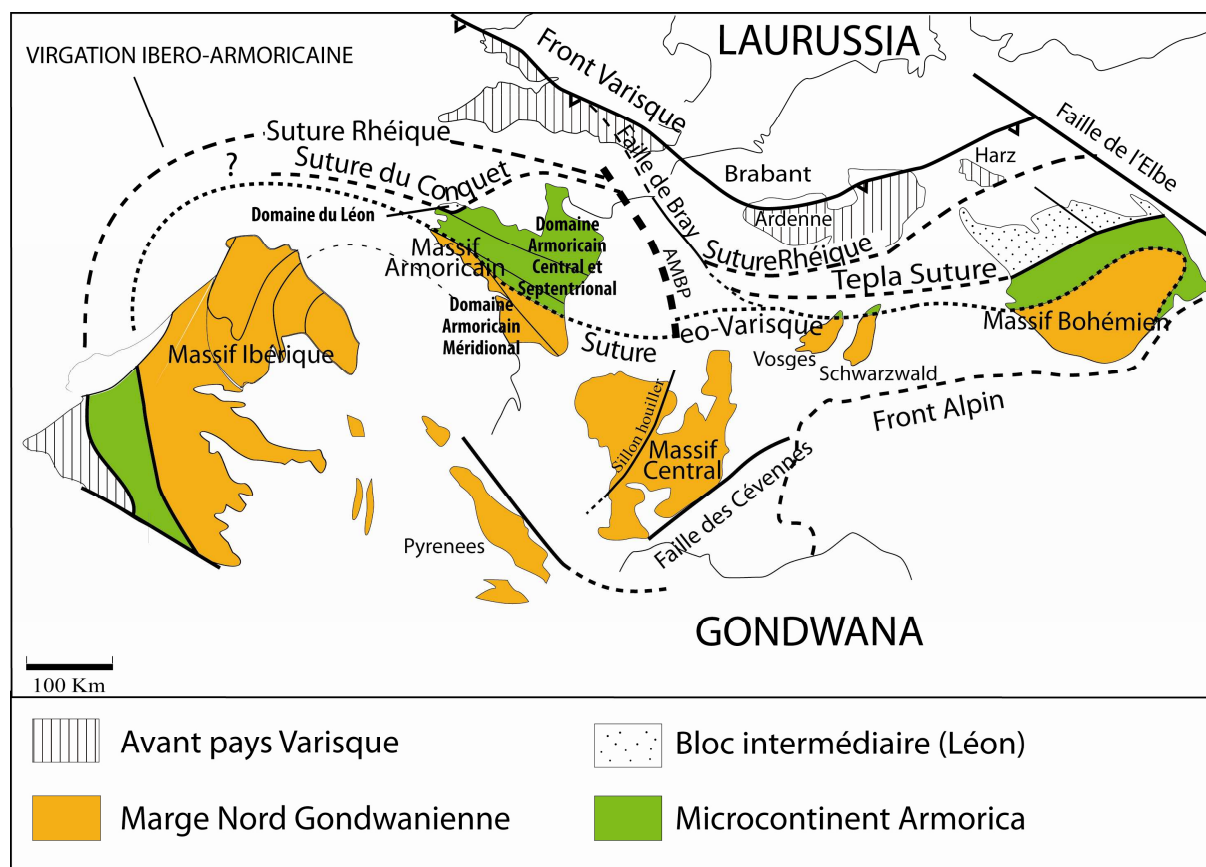 LAURUSSIA
VIRGATION IBERO-ARMORICAINE
Front Varisque
Faille de l'Elbe
Suture Rhéique
?
Suture du Conquet
Faille de Bray
Brabant
Harz
Ardenne
Domaine du Léon
Domaine
Armoricain
Central et
Septentrional
Massif
Armoricain
SutureRhéique
Tepla Suture
AMBP
Domaine
Armoricain
Méridional
Suture
eo-Varisque
Massif Bohémien
Massif Ibérique
Vosges
Schwarzwald
Front Alpin
Sillon houiller
Massif
Central
Faille des Cévennes
Pyrenees
GONDWANA
100 Km
Avant pays Varisque
Bloc intermédiaire (Léon)
Marge Nord Gondwanienne
Microcontinent Armorica